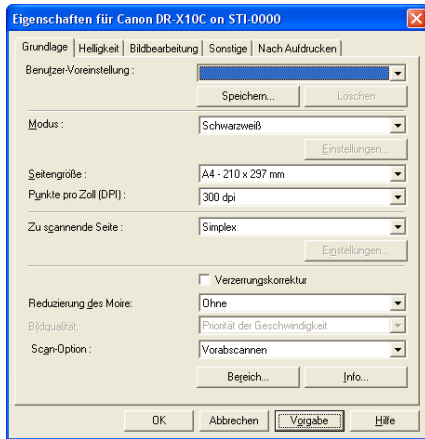 Eigenschaften für Canon DR-X10C on STI-0000
Grundlage Helligkeit Bildbearbeitung Sonstige Nach Aufdrucken
Benutzer-Voreinstellung :
Speichern... Löschen
Modus : Schwarzweiß
Einstellungen...
Seitengröße : A4 - 210 x 297 mm
Punkte pro Zoll (DPI) : 300 dpi
Zu scannende Seite : Simplex
Einstellungen...
Verzerrungskorrektur
Reduzierung des Moire: Ohne
Bildqualität: Priorität der Geschwindigkeit
Scan-Option : Vorabscannen
Bereich... Info...
OK Abbrechen Vorgabe Hilfe